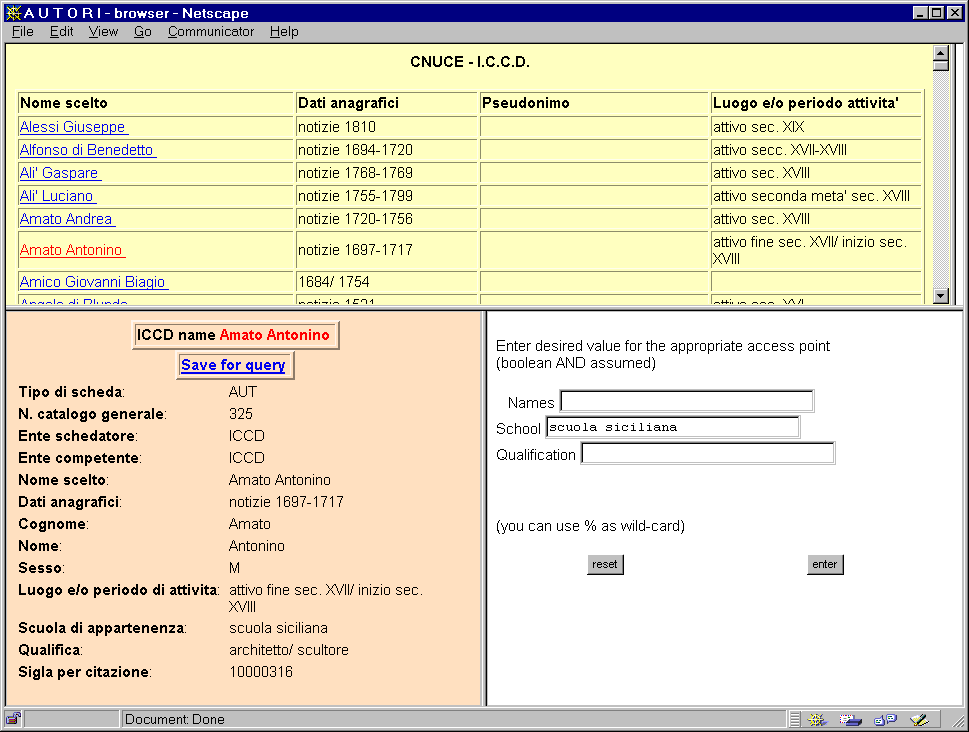 A U T O R I - browser - Netscape
File Edit View Go Communicator Help
CNUCE - I.C.C.D.
Nome scelto Dati anagrafici Pseudonimo Luogo e/o periodo attivita'
Alessi Giuseppe notizie 1810 attivo sec. XIX
Alfonso di Benedetto notizie 1694-1720 attivo secc. XVII-XVIII
Ali' Gaspare notizie 1768-1769 attivo sec. XVIII
Ali' Luciano notizie 1755-1799 attivo seconda meta' sec. XVIII
Amato Andrea notizie 1720-1756 attivo sec. XVIII
Amato Antonino notizie 1697-1717 attivo fine sec. XVII/ inizio sec.
XVIII
Amico Giovanni Biagio 1684/ 1754
Angelo di Blundo notizie 1521 attivo sec. XVI
ICCD name Amato Antonino
Save for query
Tipo di scheda: AUT
N. catalogo generale: 325
Ente schedatore: ICCD
Ente competente: ICCD
Nome scelto: Amato Antonino
Dati anagrafici: notizie 1697-1717
Cognome: Amato
Nome: Antonino
Sesso: M
Luogo e/o periodo di attivita: attivo fine sec. XVII/ inizio sec.
XVIII
Scuola di appartenenza: scuola siciliana
Qualifica: architetto/ scultore
Sigla per citazione: 10000316
Enter desired value for the appropriate access point
(boolean AND assumed)
Names
School scuola siciliana
Qualification
(you can use % as wild-card)
reset enter
Document: Done